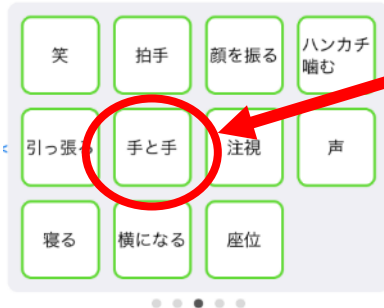 笑
拍手
顔を振る
ハンカチ
噛む
引っ張る
手と手
注視
声
寝る
横になる
座位